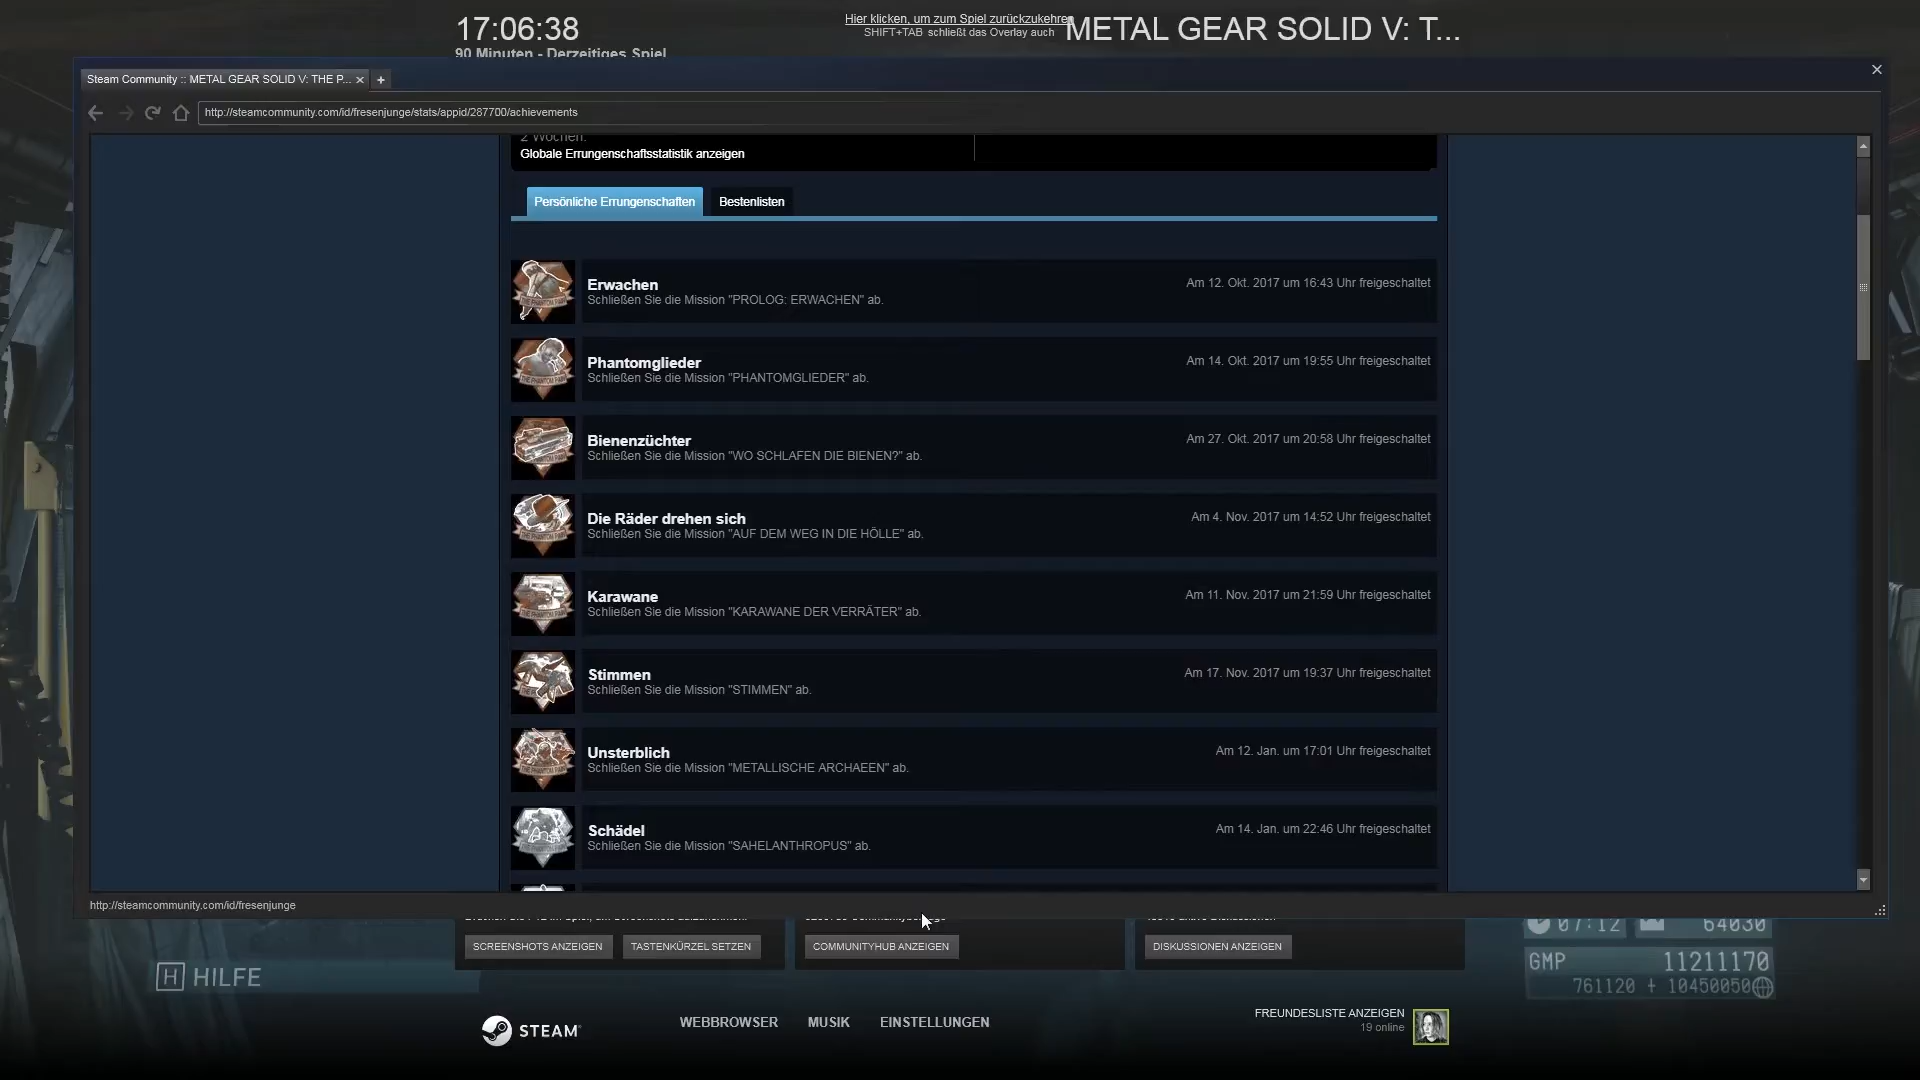 17:06:38
90 Minuten - Derzeitiges Spiel
Hier klicken, um zum Spiel zurückzukehren
SHIFT+TAB schließt das Overlay auch
METAL GEAR SOLID V: T...
Steam Community :: METAL GEAR SOLID V: THE P...
http://steamcommunity.com/id/fresenjunge/stats/appid/287700/achievements
2 Wochen:
Globale Errungenschaftsstatistik anzeigen
Persönliche Errungenschaften
Bestenlisten
Erwachen
Am 12. Okt. 2017 um 16:43 Uhr freigeschaltet
Schließen Sie die Mission "PROLOG: ERWACHEN" ab.
Phantomglieder
Am 14. Okt. 2017 um 19:55 Uhr freigeschaltet
Schließen Sie die Mission "PHANTOMGLIEDER" ab.
Bienenzüchter
Am 27. Okt. 2017 um 20:58 Uhr freigeschaltet
Schließen Sie die Mission "WO SCHLAFEN DIE BIENEN?" ab.
Die Räder drehen sich
Am 4. Nov. 2017 um 14:52 Uhr freigeschaltet
Schließen Sie die Mission "AUF DEM WEG IN DIE HÖLLE" ab.
Karawane
Am 11. Nov. 2017 um 21:59 Uhr freigeschaltet
Schließen Sie die Mission "KARAWANE DER VERRÄTER" ab.
Stimmen
Am 17. Nov. 2017 um 19:37 Uhr freigeschaltet
Schließen Sie die Mission "STIMMEN" ab.
Unsterblich
Am 12. Jan. um 17:01 Uhr freigeschaltet
Schließen Sie die Mission "METALLISCHE ARCHAEEN" ab.
Schädel
Am 14. Jan. um 22:46 Uhr freigeschaltet
Schließen Sie die Mission "SAHELANTHROPUS" ab.
http://steamcommunity.com/id/fresenjunge
07:12
64030
SCREENSHOTS ANZEIGEN
TASTENKÜRZEL SETZEN
COMMUNITYHUB ANZEIGEN
DISKUSSIONEN ANZEIGEN
GMP 11211170
761120 + 10450050
H HILFE
STEAM
WEBBROWSER
MUSIK
EINSTELLUNGEN
FREUNDESLISTE ANZEIGEN
19 online